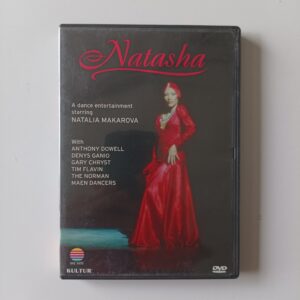 Natasha
A dance entertainment
starring
NATALIA MAKAROVA
With
ANTHONY DOWELL
DENYS GANIO
GARY CHRYST
TIM FLAVIN
THE NORMAN
MAEN DANCERS
KULTUR
DVD